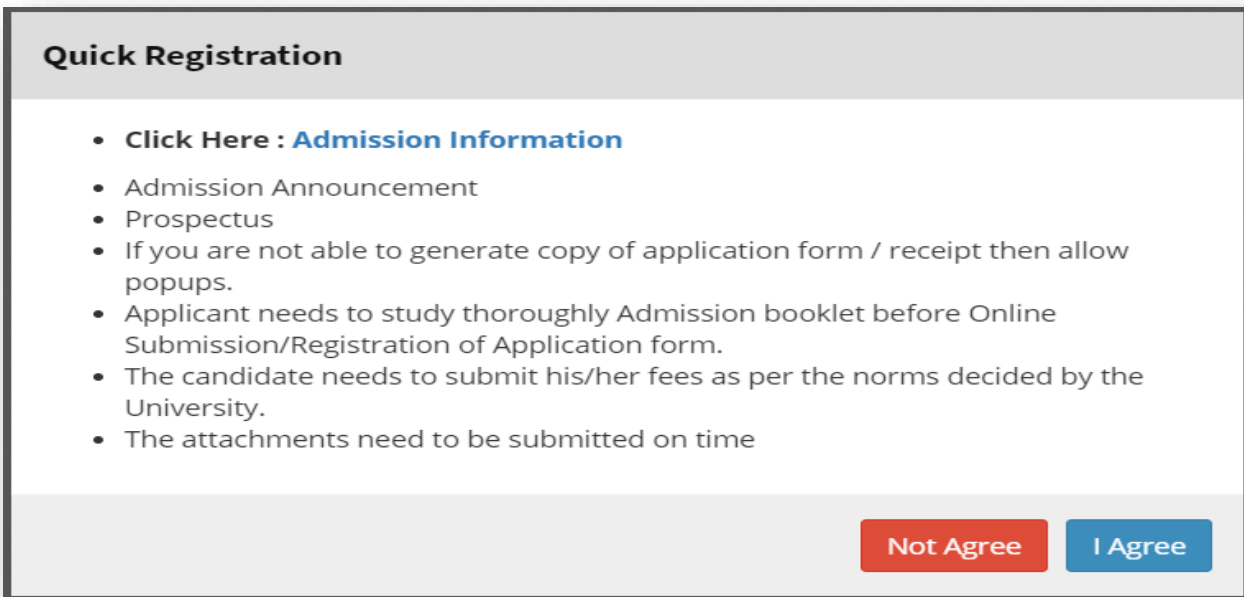 Quick Registration
• Click Here : Admission Information
• Admission Announcement
• Prospectus
• If you are not able to generate copy of application form / receipt then allow
popups.
• Applicant needs to study thoroughly Admission booklet before Online
Submission/Registration of Application form.
• The candidate needs to submit his/her fees as per the norms decided by the
University.
• The attachments need to be submitted on time
Not Agree I Agree